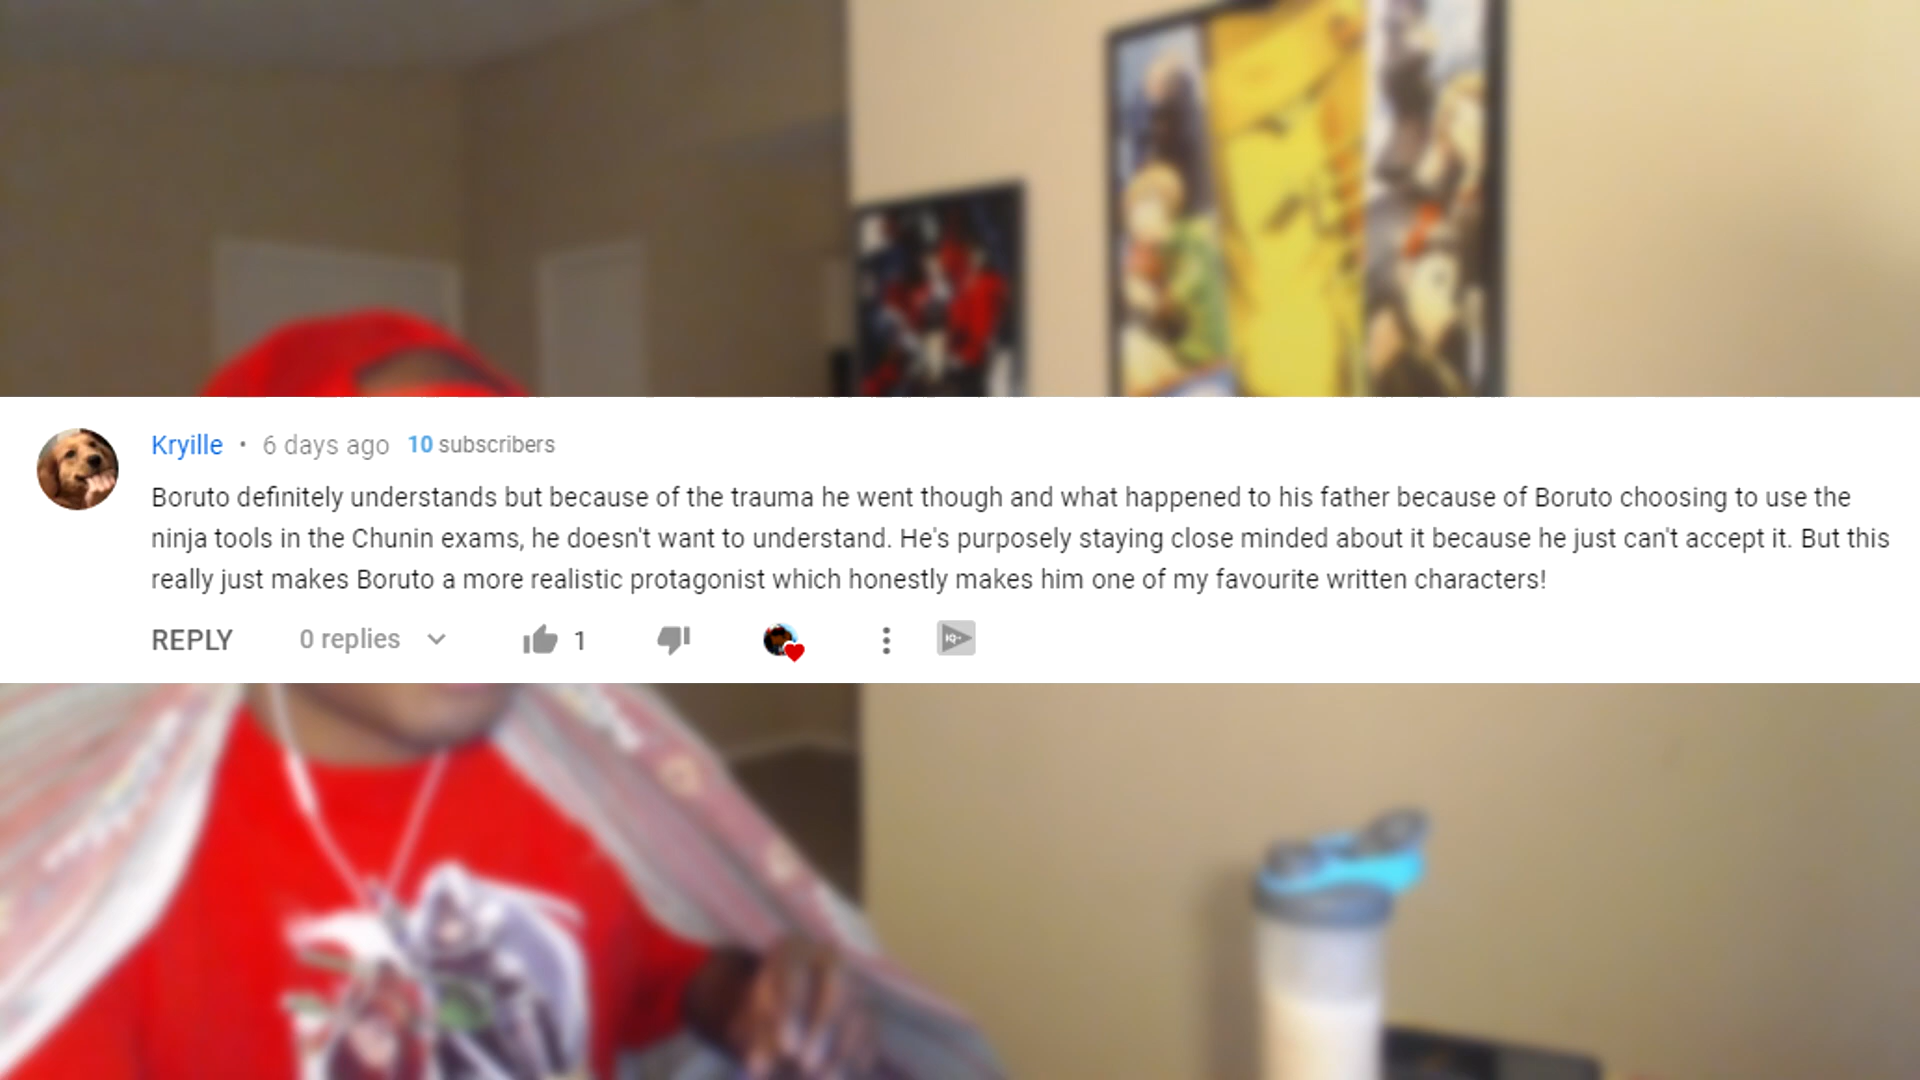 Kryille • 6 days ago 10 subscribers
Boruto definitely understands but because of the trauma he went though and what happened to his father because of Boruto choosing to use the
ninja tools in the Chunin exams, he doesn't want to understand. He's purposely staying close minded about it because he just can't accept it. But this
really just makes Boruto a more realistic protagonist which honestly makes him one of my favourite written characters!
REPLY 0 replies 1 IQ